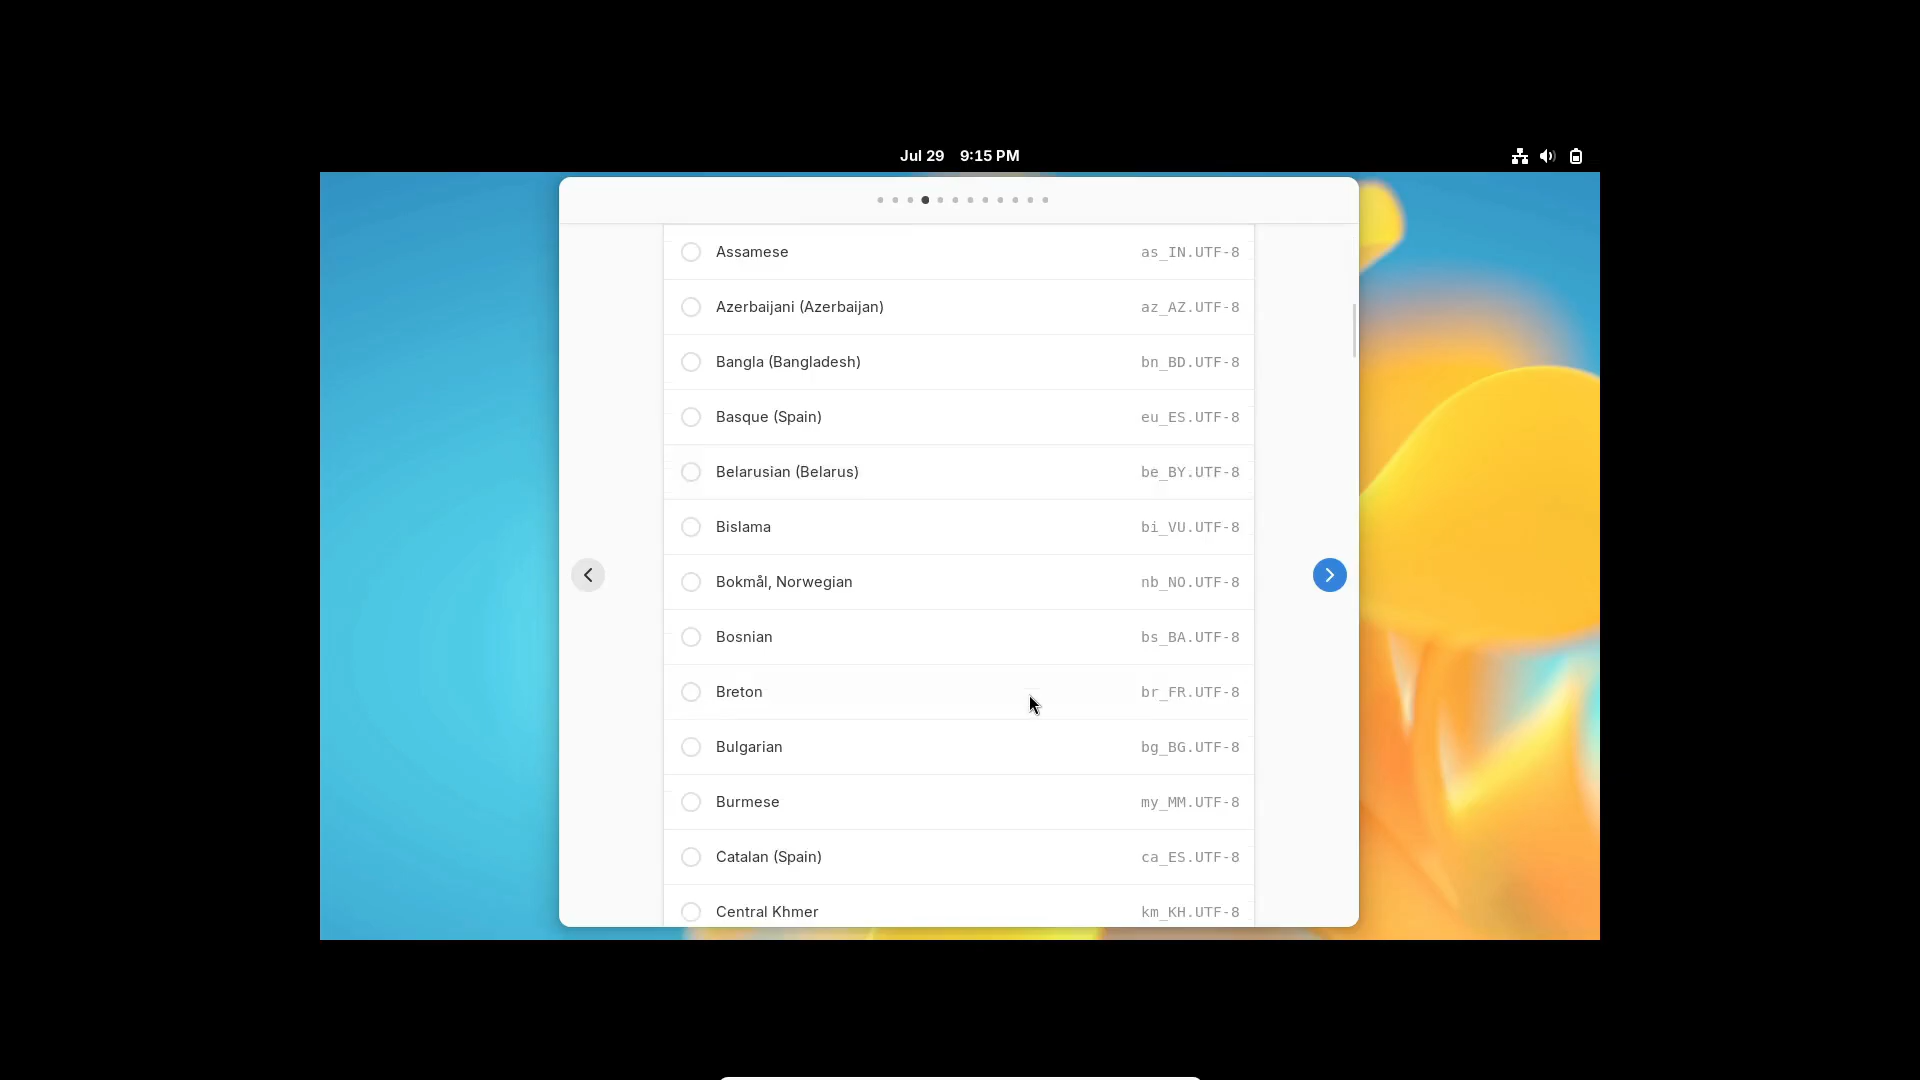 Jul 29 9:15 PM
Assamese as_IN.UTF-8
Azerbaijani (Azerbaijan) az_AZ.UTF-8
Bangla (Bangladesh) bn_BD.UTF-8
Basque (Spain) eu_ES.UTF-8
Belarusian (Belarus) be_BY.UTF-8
Bislama bi_VU.UTF-8
Bokmål, Norwegian nb_NO.UTF-8
Bosnian bs_BA.UTF-8
Breton br_FR.UTF-8
Bulgarian bg_BG.UTF-8
Burmese my_MM.UTF-8
Catalan (Spain) ca_ES.UTF-8
Central Khmer km_KH.UTF-8